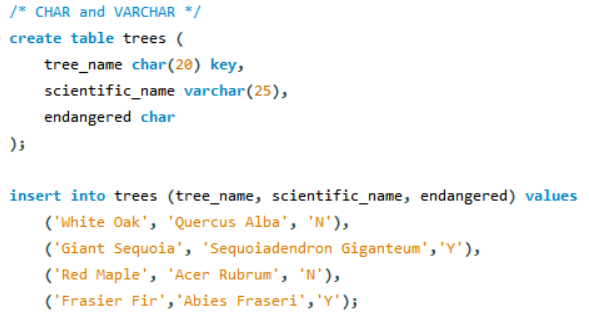 /* CHAR and VARCHAR */
create table trees (
    tree_name char(20) key,
    scientific_name varchar(25),
    endangered char
);

insert into trees (tree_name, scientific_name, endangered) values
    ('White Oak', 'Quercus Alba', 'N'),
    ('Giant Sequoia', 'Sequoiadendron Giganteum','Y'),
    ('Red Maple', 'Acer Rubrum', 'N'),
    ('Frasier Fir','Abies Fraseri','Y');